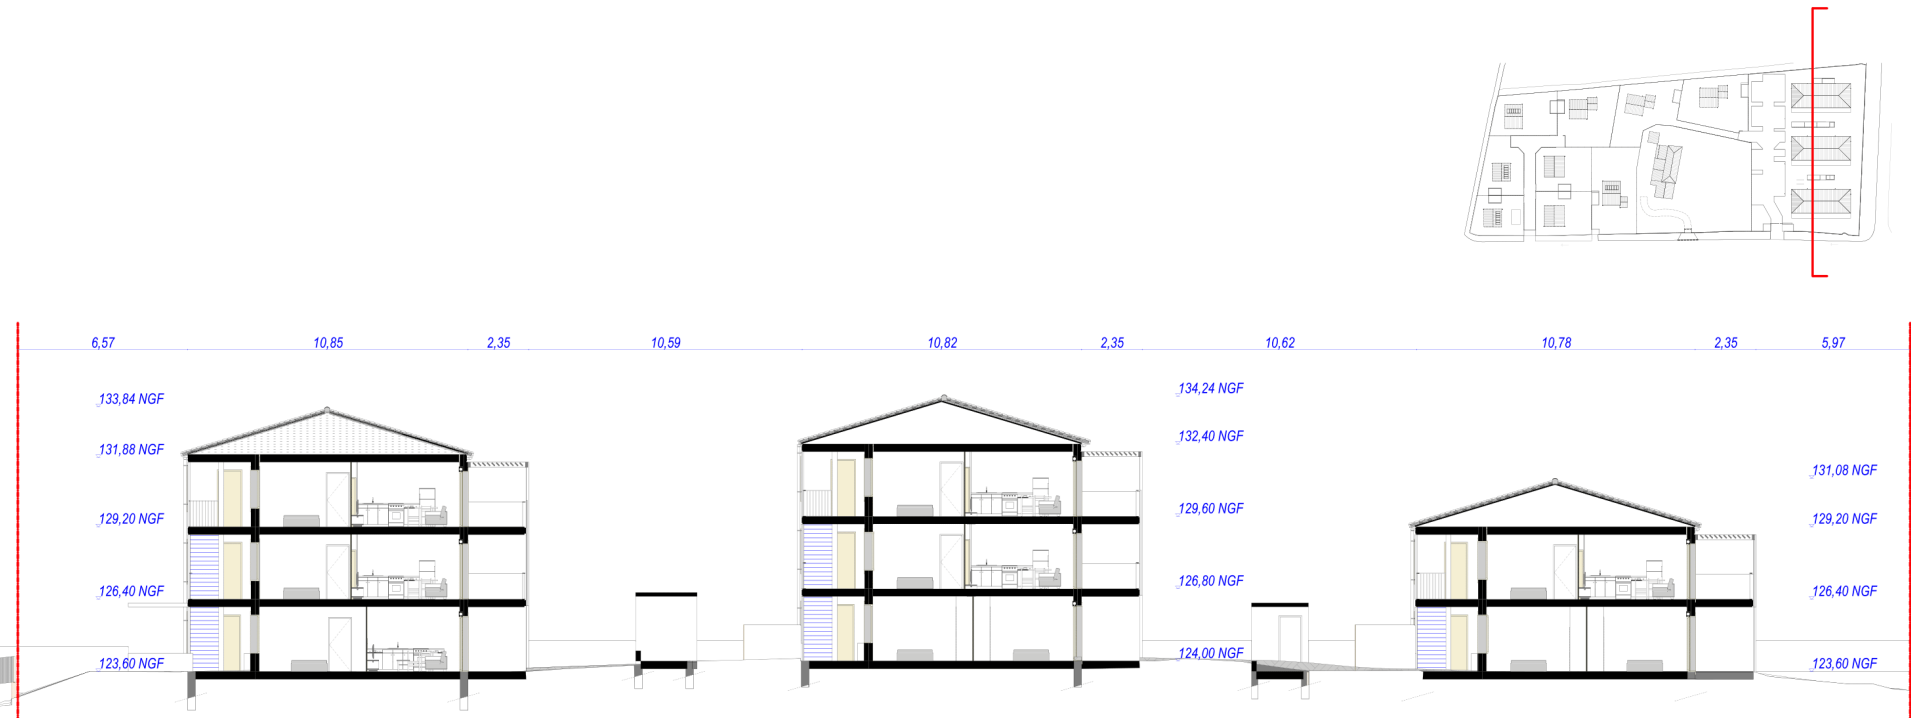 6,57
10,85
2,35
10,59
10,82
2,35
10,62
10,78
2,35
5,97
133,84 NGF
131,88 NGF
129,20 NGF
126,40 NGF
123,60 NGF
134,24 NGF
132,40 NGF
129,60 NGF
126,80 NGF
124,00 NGF
131,08 NGF
129,20 NGF
126,40 NGF
123,60 NGF